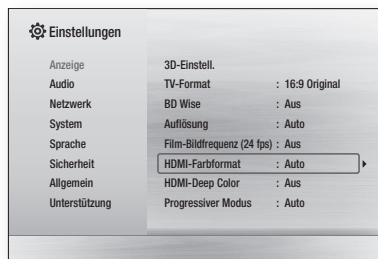 Einstellungen
Anzeige
Audio
Netzwerk
System
Sprache
Sicherheit
Allgemein
Unterstützung
3D-Einstell.
TV-Format : 16:9 Original
BD Wise : Aus
Auflösung : Auto
Film-Bildfrequenz (24 fps) : Aus
HDMI-Farbformat : Auto
HDMI-Deep Color : Aus
Progressiver Modus : Auto